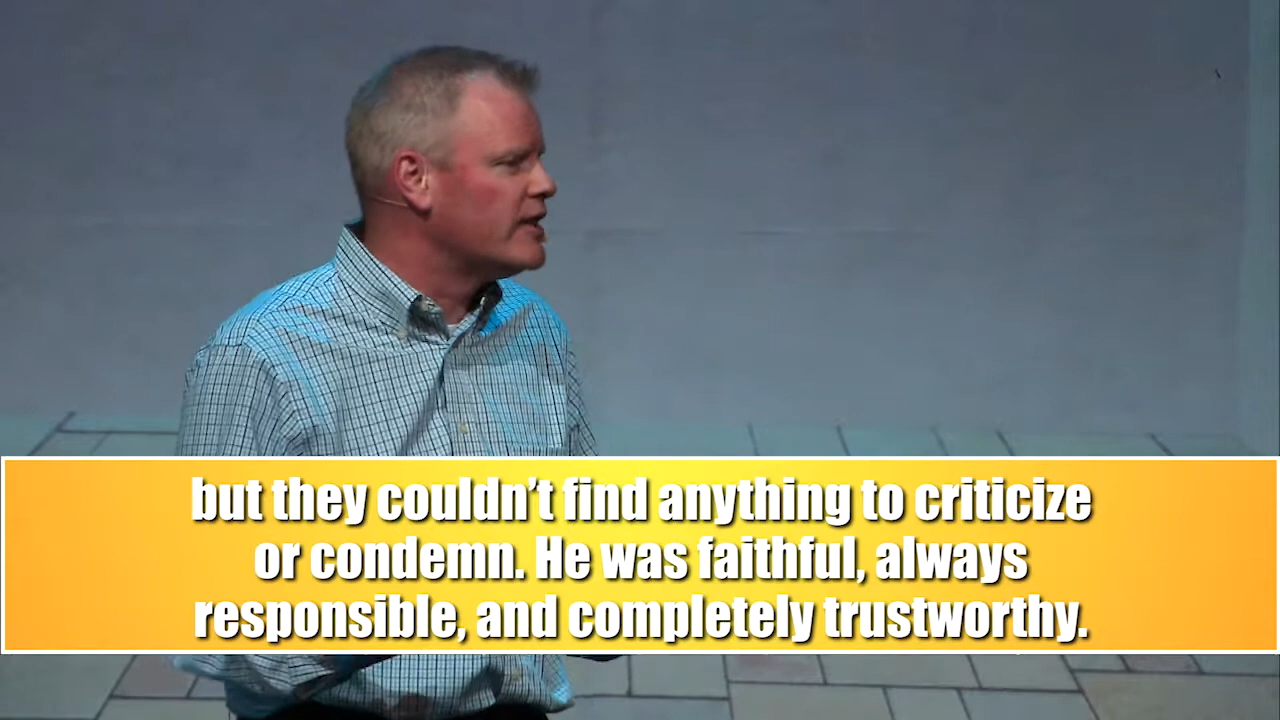 but they couldn’t find anything to criticize
or condemn. He was faithful, always
responsible, and completely trustworthy.